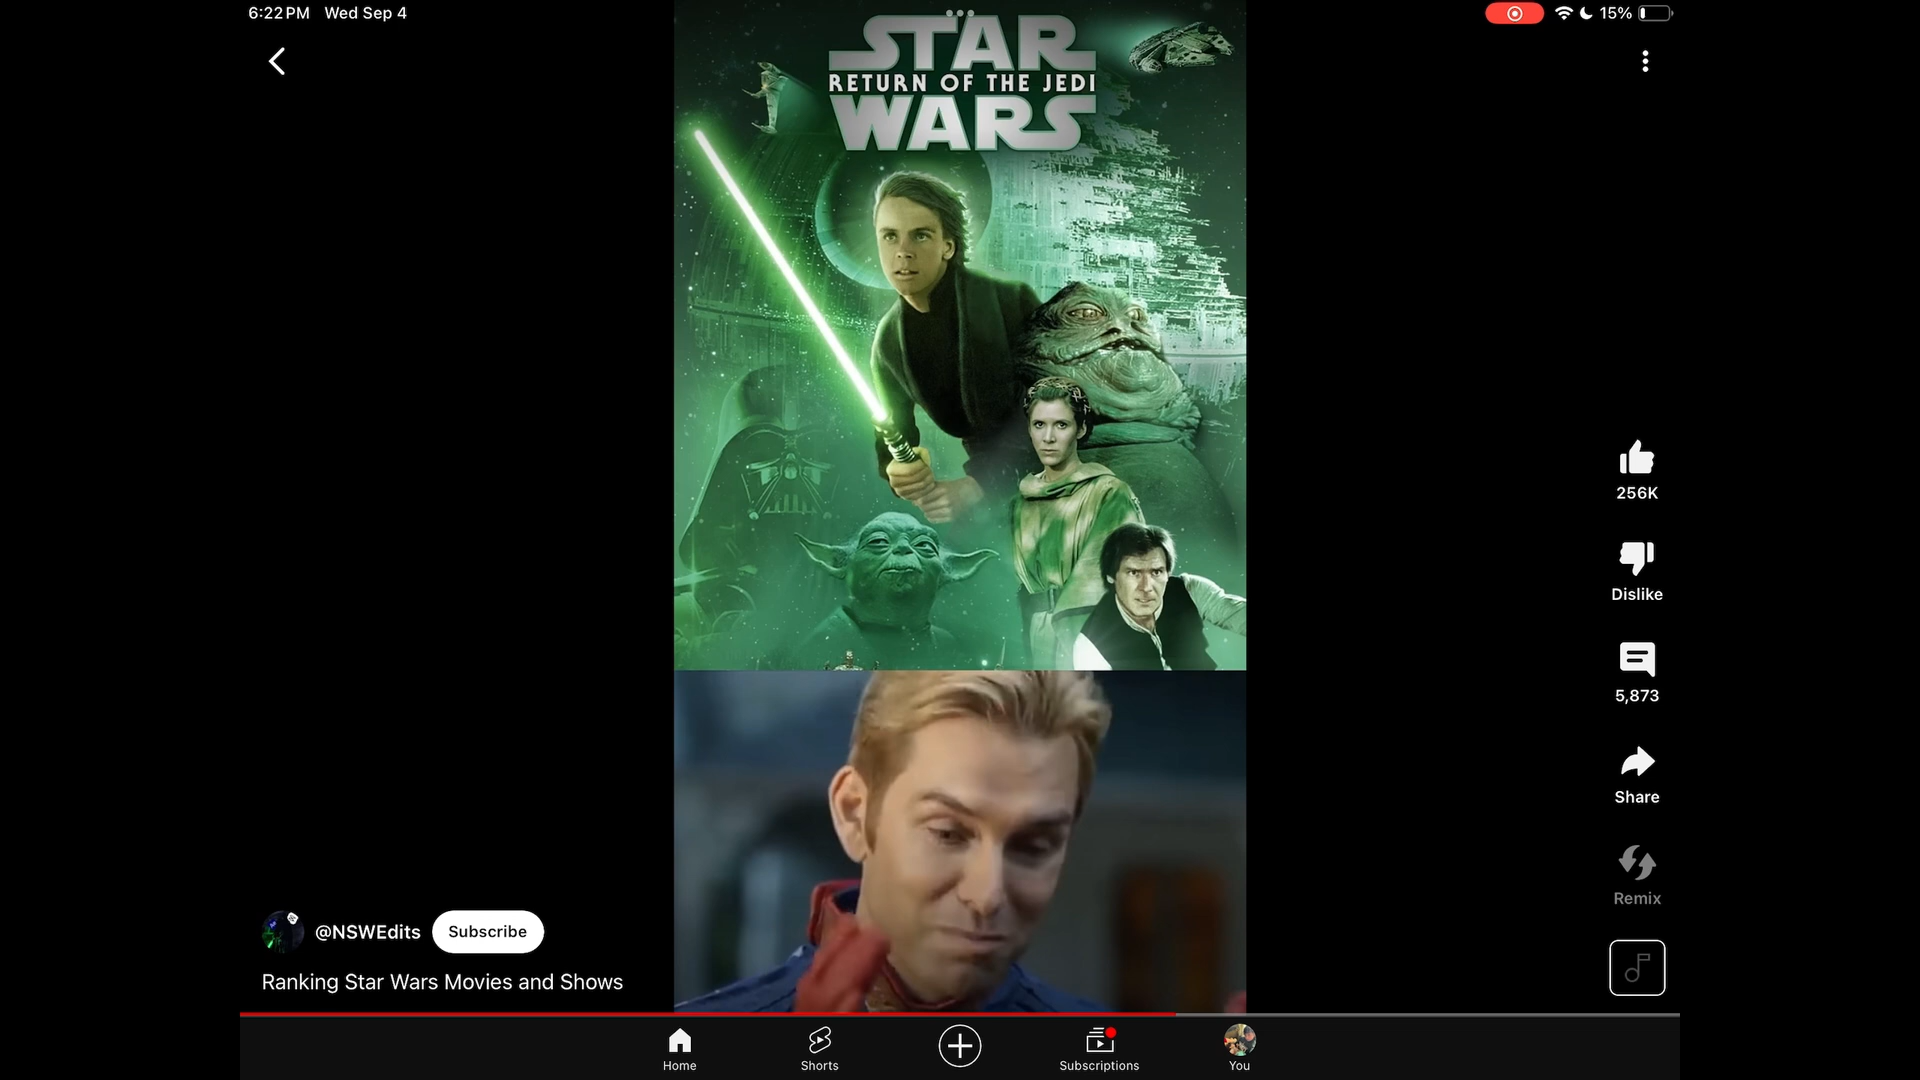 6:22 PM Wed Sep 4
15%
STAR
RETURN OF THE JEDI
WARS
256K
Dislike
5,873
Share
Remix
@NSWEdits
Subscribe
Ranking Star Wars Movies and Shows
Home
Shorts
Subscriptions
You